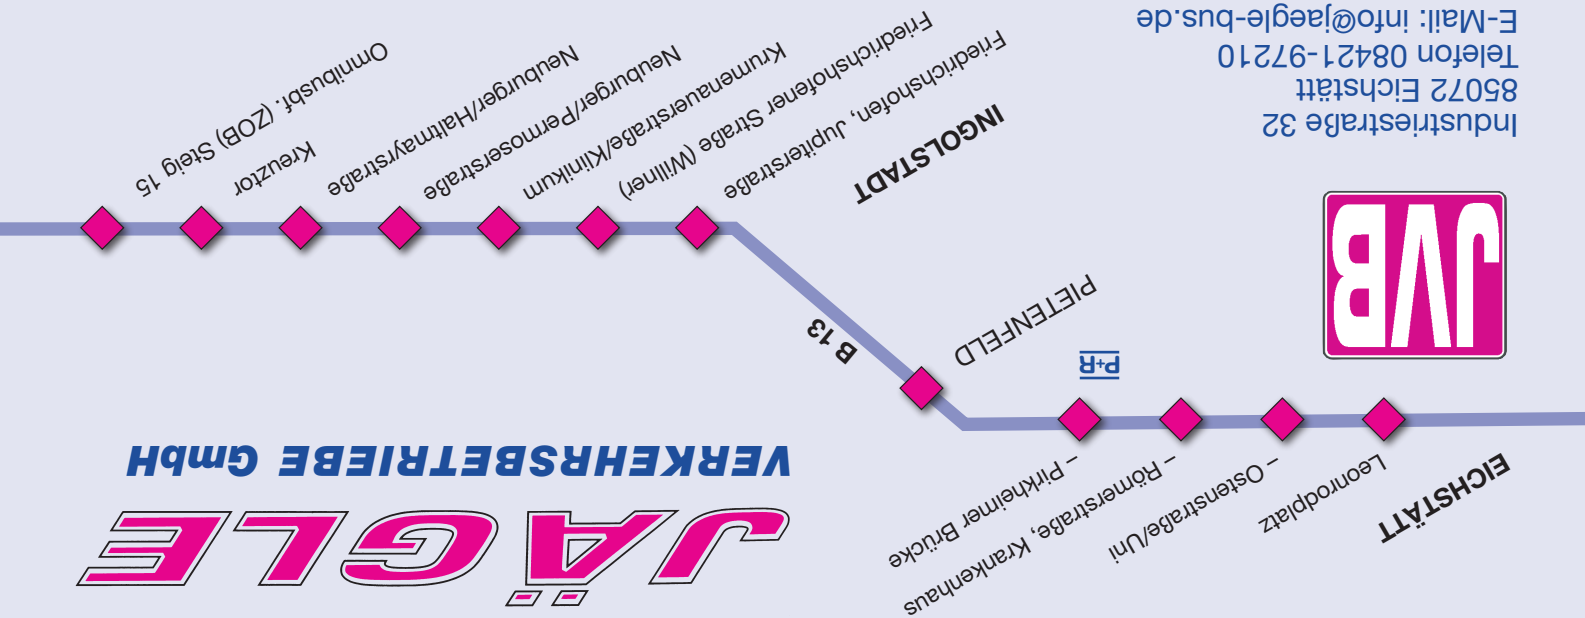 JÄGLE
VERKEHRSBETRIEBE GmbH
EICHSTÄTT
Leonrodplatz
– Ostenstraße/Uni
– Römerstraße, Krankenhaus
– Pirkheimer Brücke
P+R
PIETENFELD
B 13
INGOLSTADT
Friedrichshofen, Jupiterstraße
Friedrichshofener Straße (Willner)
Krumenauerstraße/Klinikum
Neuburger/Permoserstraße
Neuburger/Haltmayrstraße
Kreuztor
Omnibusbf. (ZOB) Steig 15
JVB
Industriestraße 32
85072 Eichstätt
Telefon 08421-97210
E-Mail: info@jaegle-bus.de